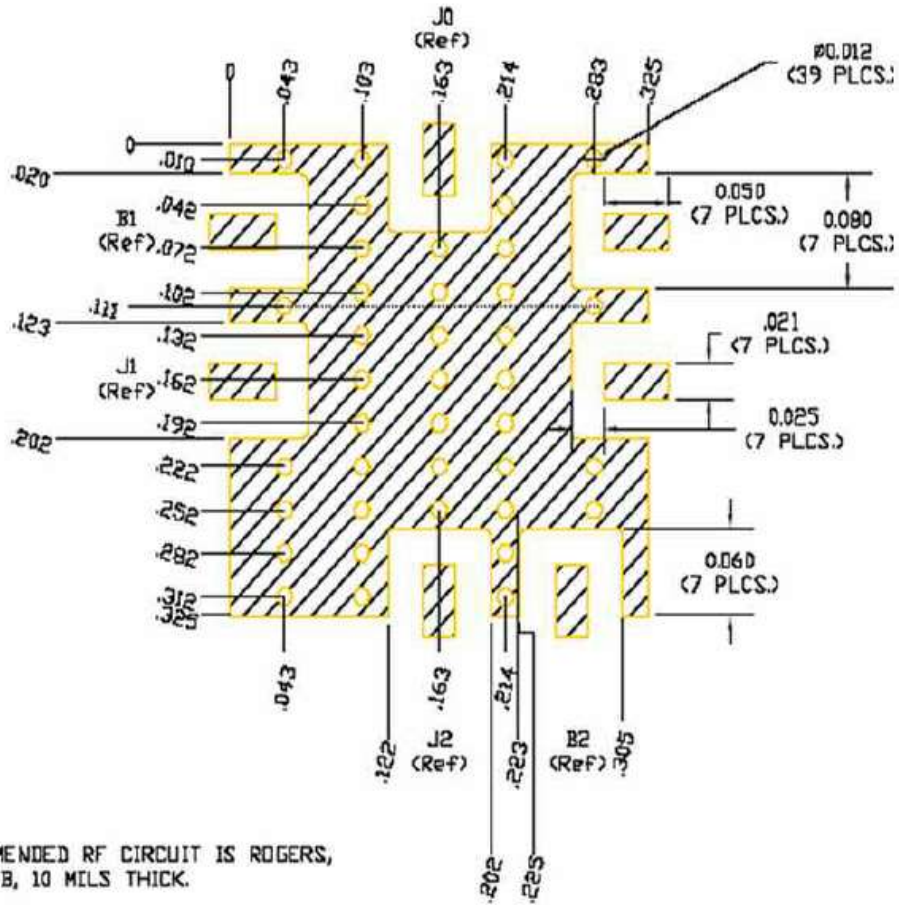 J0
(Ref)
0
.043
.103
.163
.214
.283
.325
ø0.012
(39 PLCS.)
0
.010
.020
.042
B1
(Ref)
.072
.102
.111
.123
.132
J1
(Ref)
.162
.192
.202
.222
.252
.282
.312
.325
0.050
(7 PLCS.)
0.080
(7 PLCS.)
.021
(7 PLCS.)
0.025
(7 PLCS.)
0.060
(7 PLCS.)
.043
.122
.163
J2
(Ref)
.214
.202
.223
.225
B2
(Ref)
.305
MENDED RF CIRCUIT IS ROGERS,
B, 10 MILS THICK.